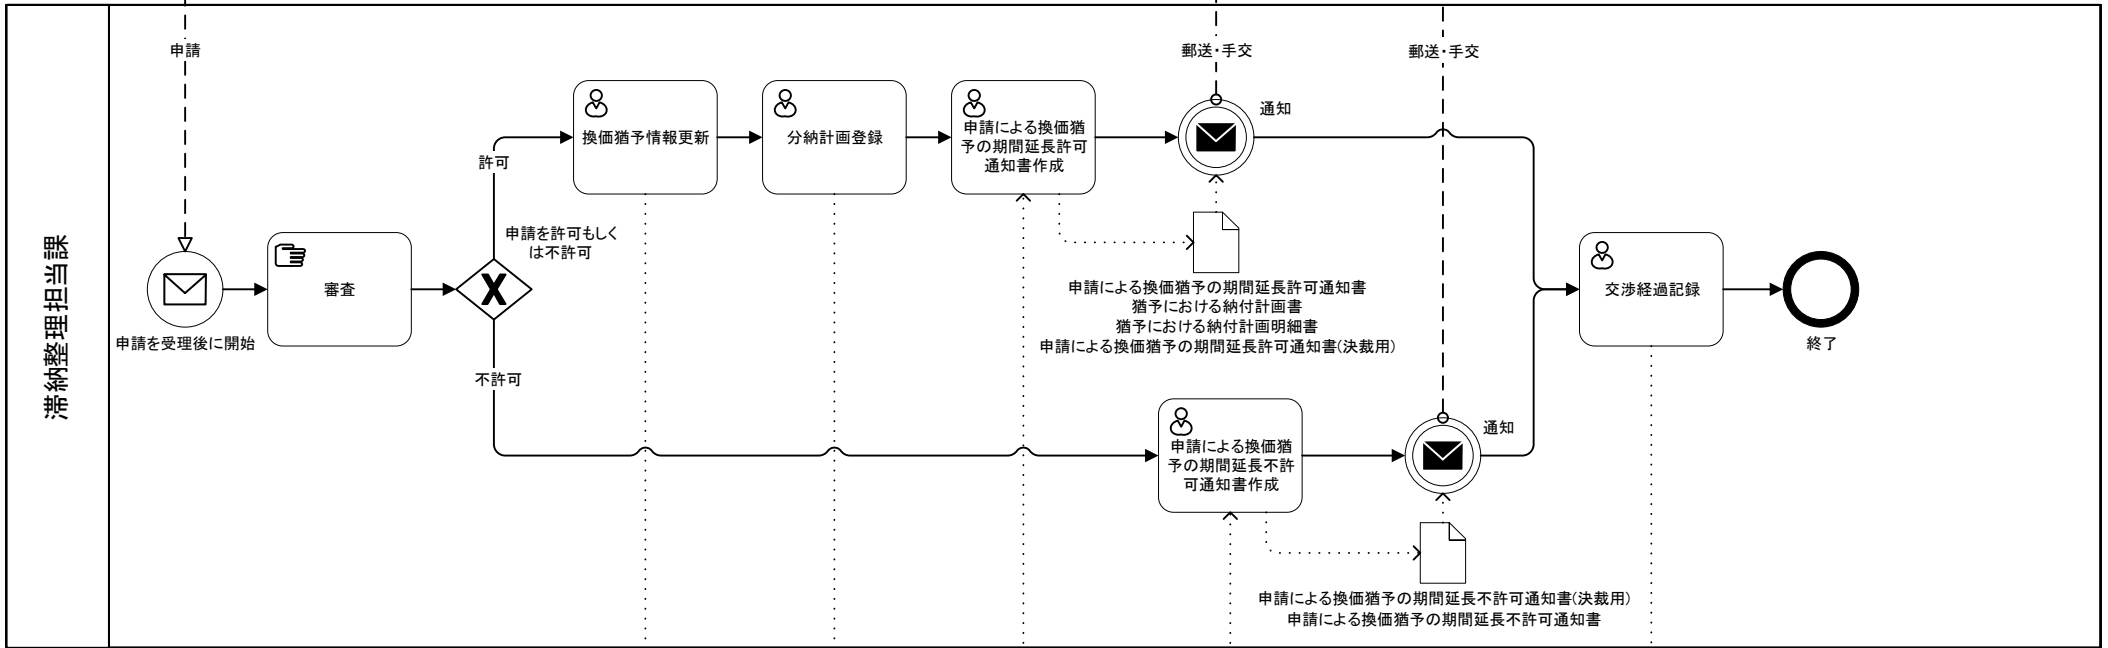 滞納整理担当課
申請
郵送・手交
郵送・手交
通知
換価猶予情報更新
分納計画登録
申請による換価猶
予の期間延長許可
通知書作成
許可
申請を許可もしく
は不許可
審査
申請を受理後に開始
申請による換価猶予の期間延長許可通知書
猶予における納付計画書
猶予における納付計画明細書
申請による換価猶予の期間延長許可通知書(決裁用)
交渉経過記録
終了
不許可
申請による換価猶
予の期間延長不許
可通知書作成
通知
申請による換価猶予の期間延長不許可通知書(決裁用)
申請による換価猶予の期間延長不許可通知書